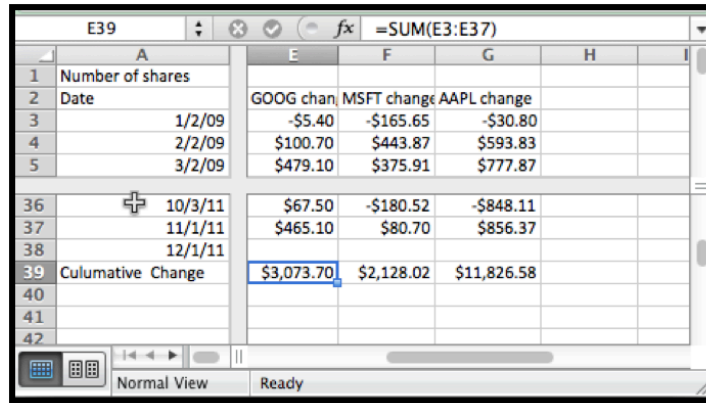 E39 fx =SUM(E3:E37)
A E F G H I
1 Number of shares
2 Date GOOG chan MSFT change AAPL change
3 1/2/09 -$5.40 -$165.65 -$30.80
4 2/2/09 $100.70 $443.87 $593.83
5 3/2/09 $479.10 $375.91 $777.87
36 10/3/11 $67.50 -$180.52 -$848.11
37 11/1/11 $465.10 $80.70 $856.37
38 12/1/11
39 Culumative Change $3,073.70 $2,128.02 $11,826.58
40
41
42
Normal View Ready